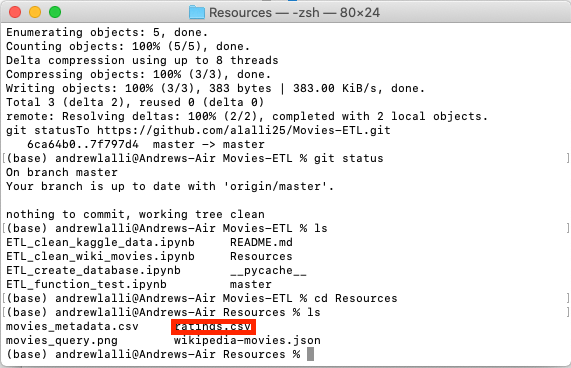 Resources — -zsh — 80×24
Enumerating objects: 5, done.
Counting objects: 100% (5/5), done.
Delta compression using up to 8 threads
Compressing objects: 100% (3/3), done.
Writing objects: 100% (3/3), 383 bytes | 383.00 KiB/s, done.
Total 3 (delta 2), reused 0 (delta 0)
remote: Resolving deltas: 100% (2/2), completed with 2 local objects.
git statusTo https://github.com/alalli25/Movies-ETL.git
   6ca64b0..7f797d4  master -> master
[(base) andrewlalli@Andrews-Air Movies-ETL % git status ]
On branch master
Your branch is up to date with 'origin/master'.
nothing to commit, working tree clean
[(base) andrewlalli@Andrews-Air Movies-ETL % ls ]
ETL_clean_kaggle_data.ipynb     README.md
ETL_clean_wiki_movies.ipynb     Resources
ETL_create_database.ipynb       __pycache__
ETL_function_test.ipynb         master
[(base) andrewlalli@Andrews-Air Movies-ETL % cd Resources ]
[(base) andrewlalli@Andrews-Air Resources % ls ]
movies_metadata.csv     ratings.csv
movies_query.png        wikipedia-movies.json
(base) andrewlalli@Andrews-Air Resources %